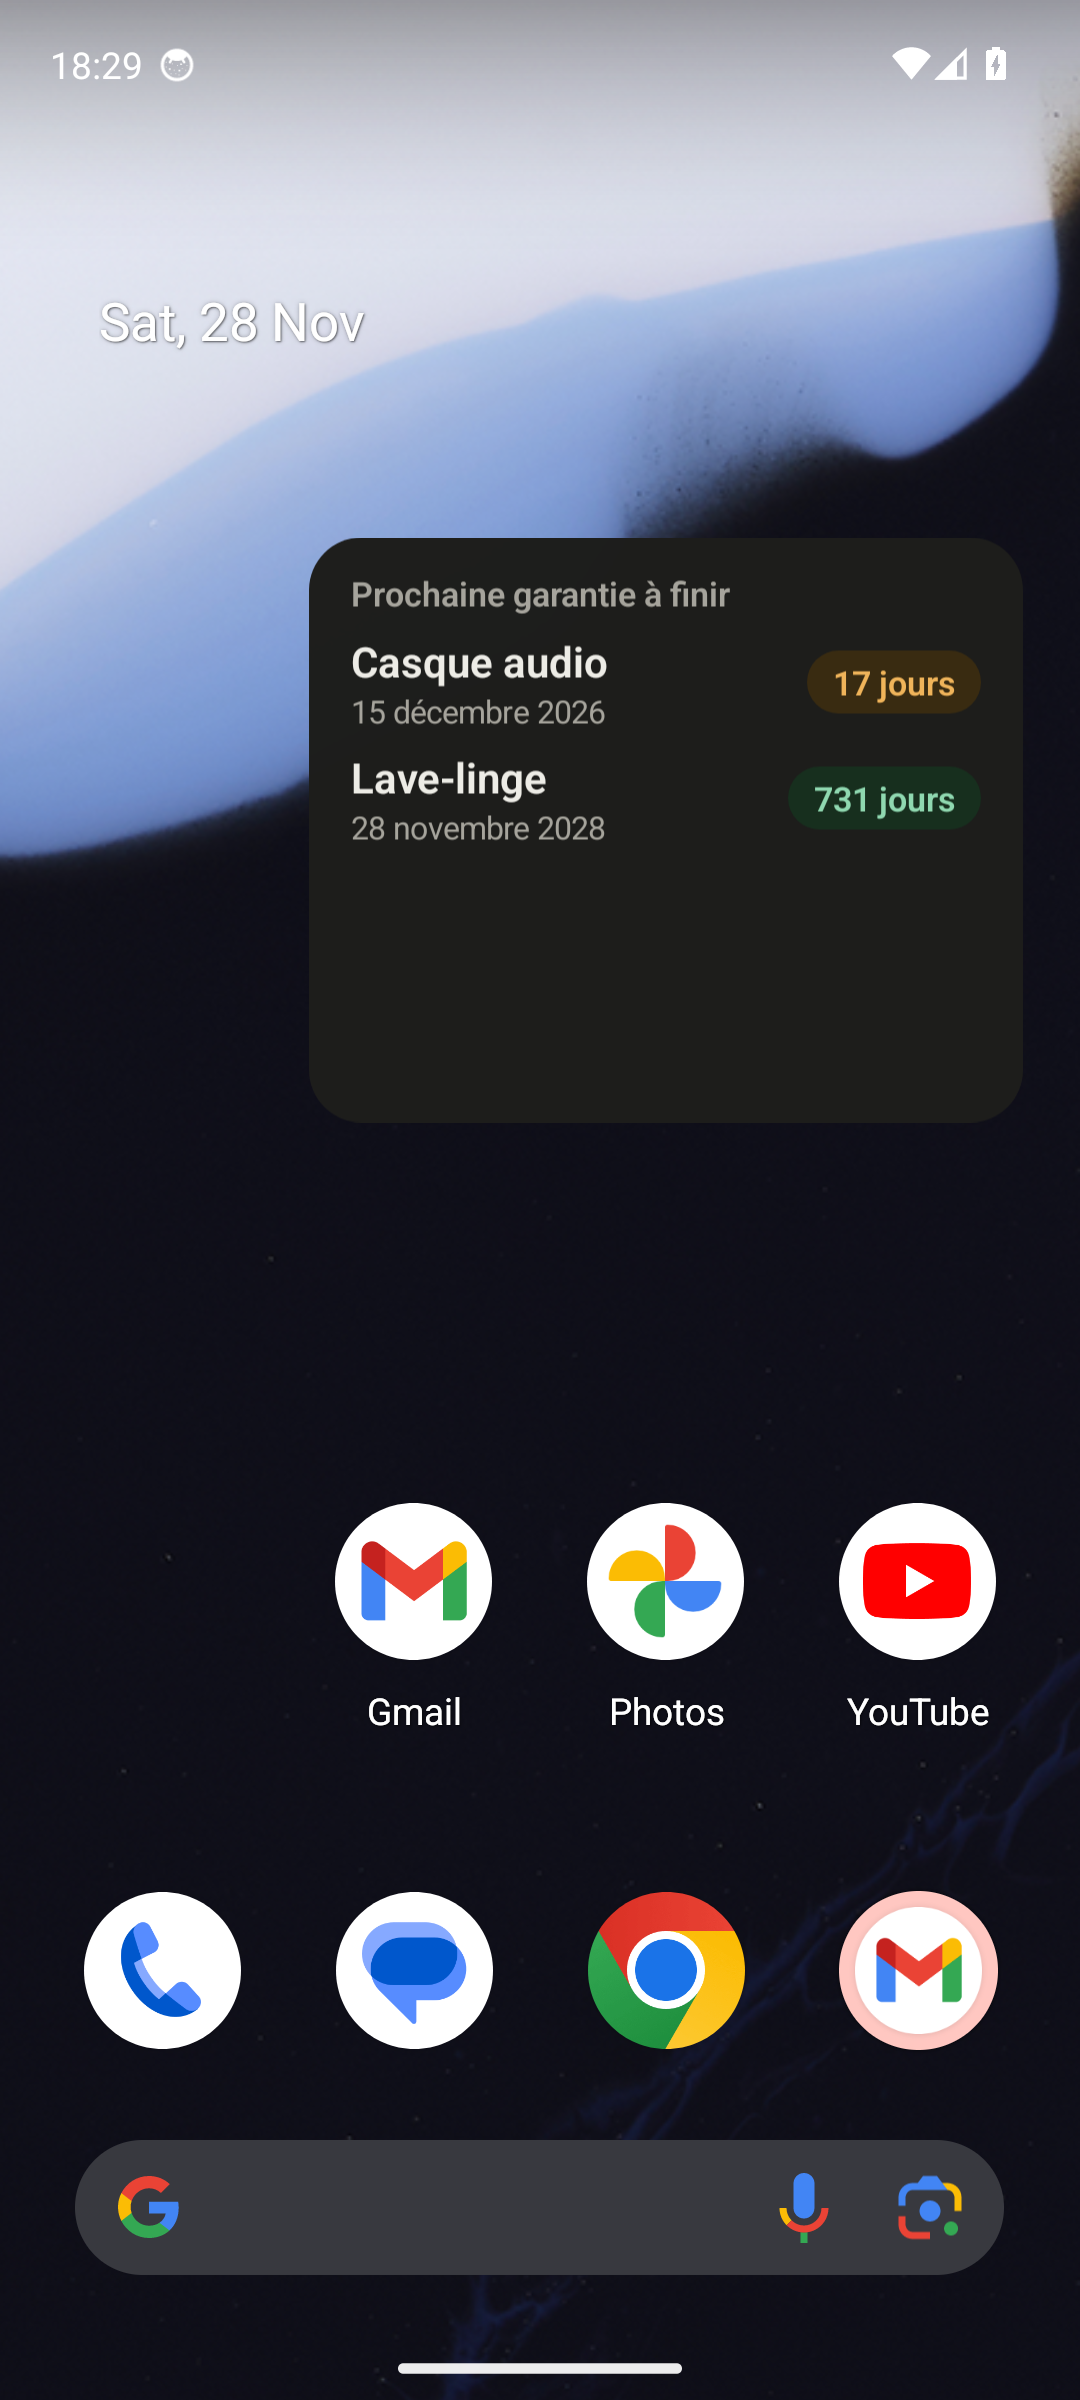 18:29
Sat, 28 Nov
Prochaine garantie à finir
Casque audio
17 jours
15 décembre 2026
Lave-linge
731 jours
28 novembre 2028
Gmail
Photos
YouTube